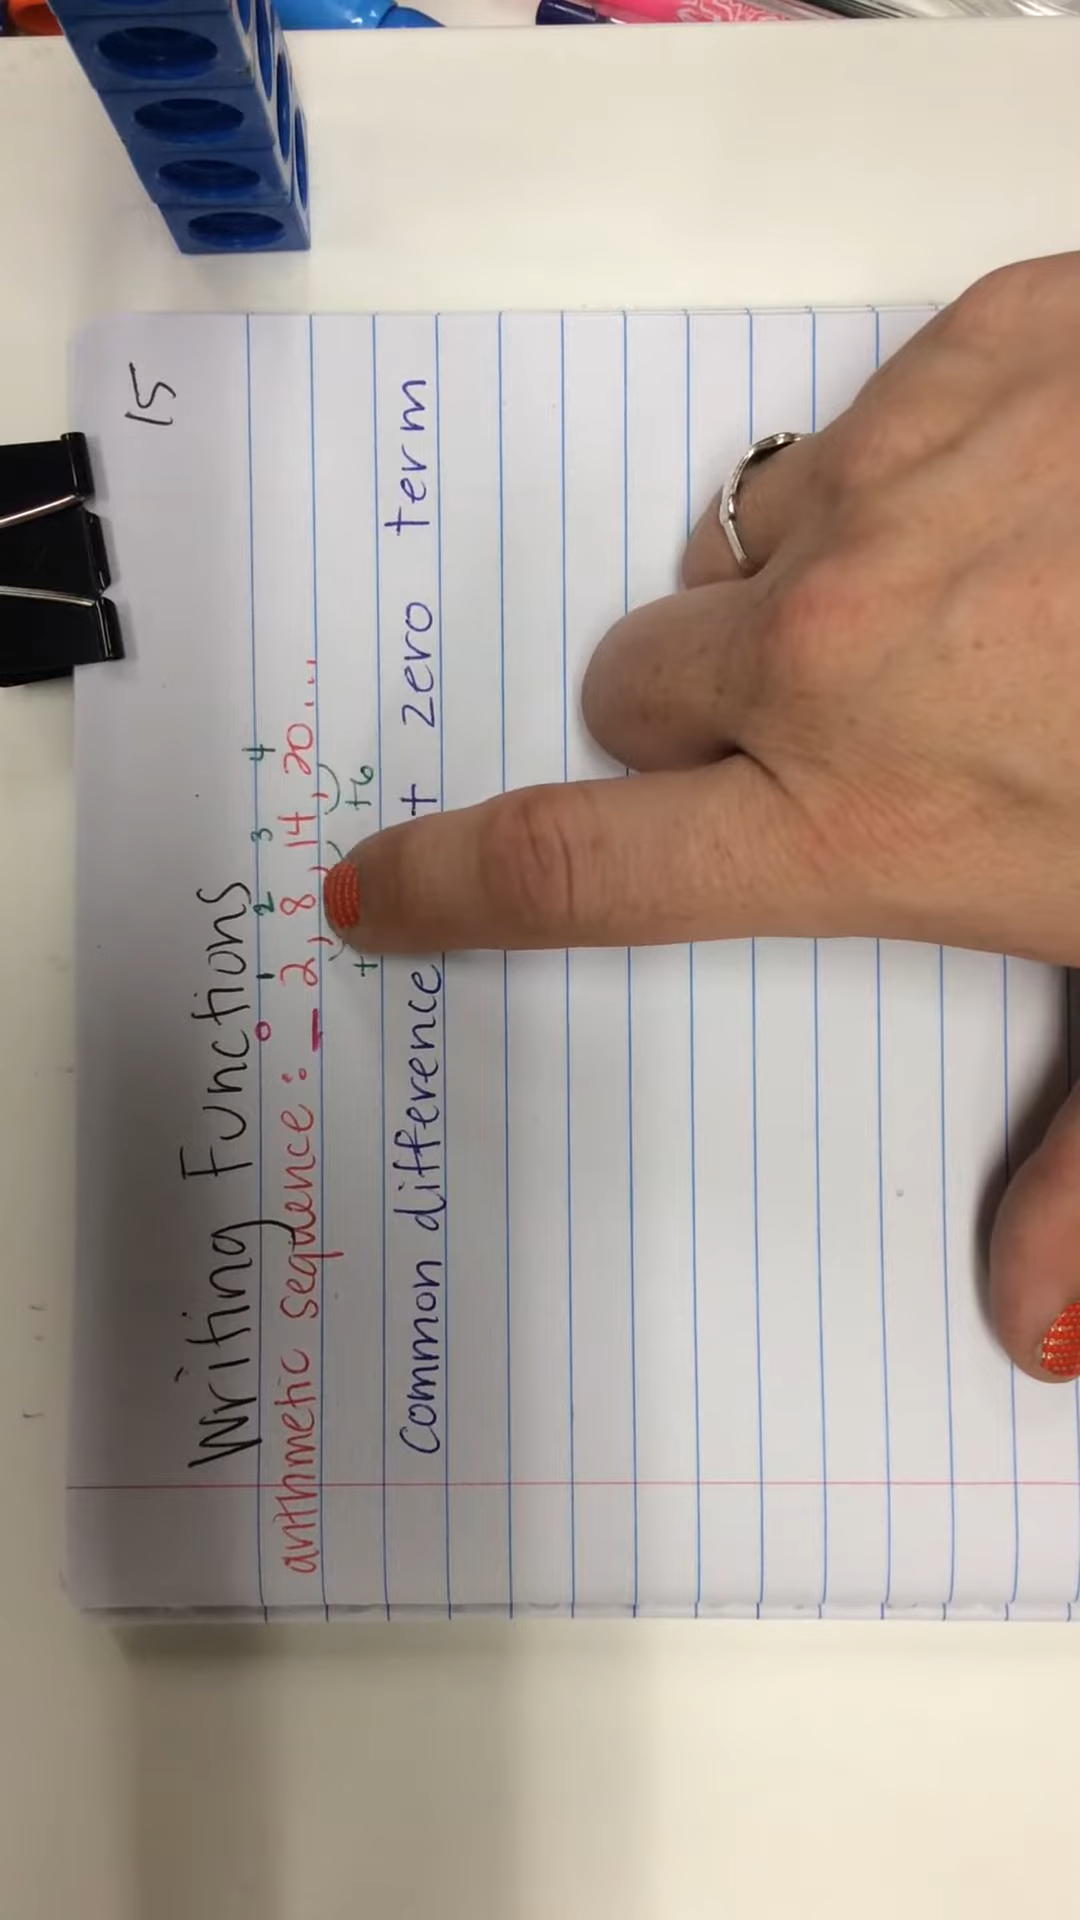 15
Writing Functions
0 1 2 3 4
arithmetic sequence: _ 2, 8, 14, 20...
+ +6
Common difference + zero term